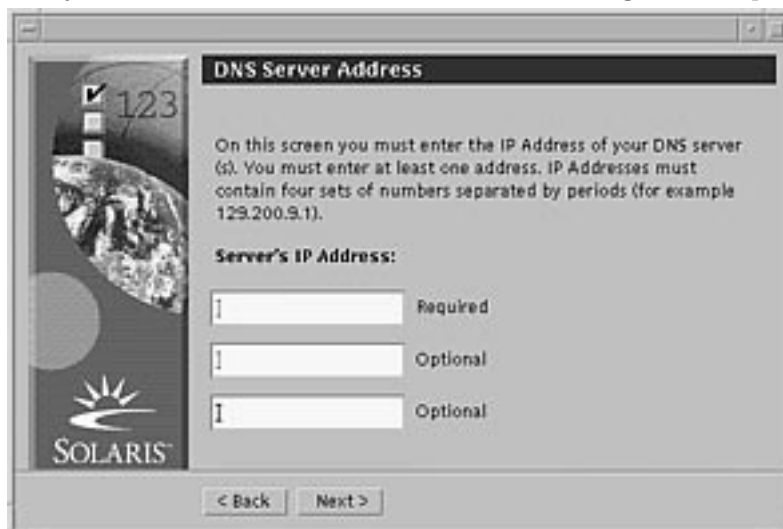 DNS Server Address
123
On this screen you must enter the IP Address of your DNS server
(s). You must enter at least one address. IP Addresses must
contain four sets of numbers separated by periods (for example
129.200.9.1).
Server's IP Address:
Required
Optional
Optional
SOLARIS™
< Back
Next >